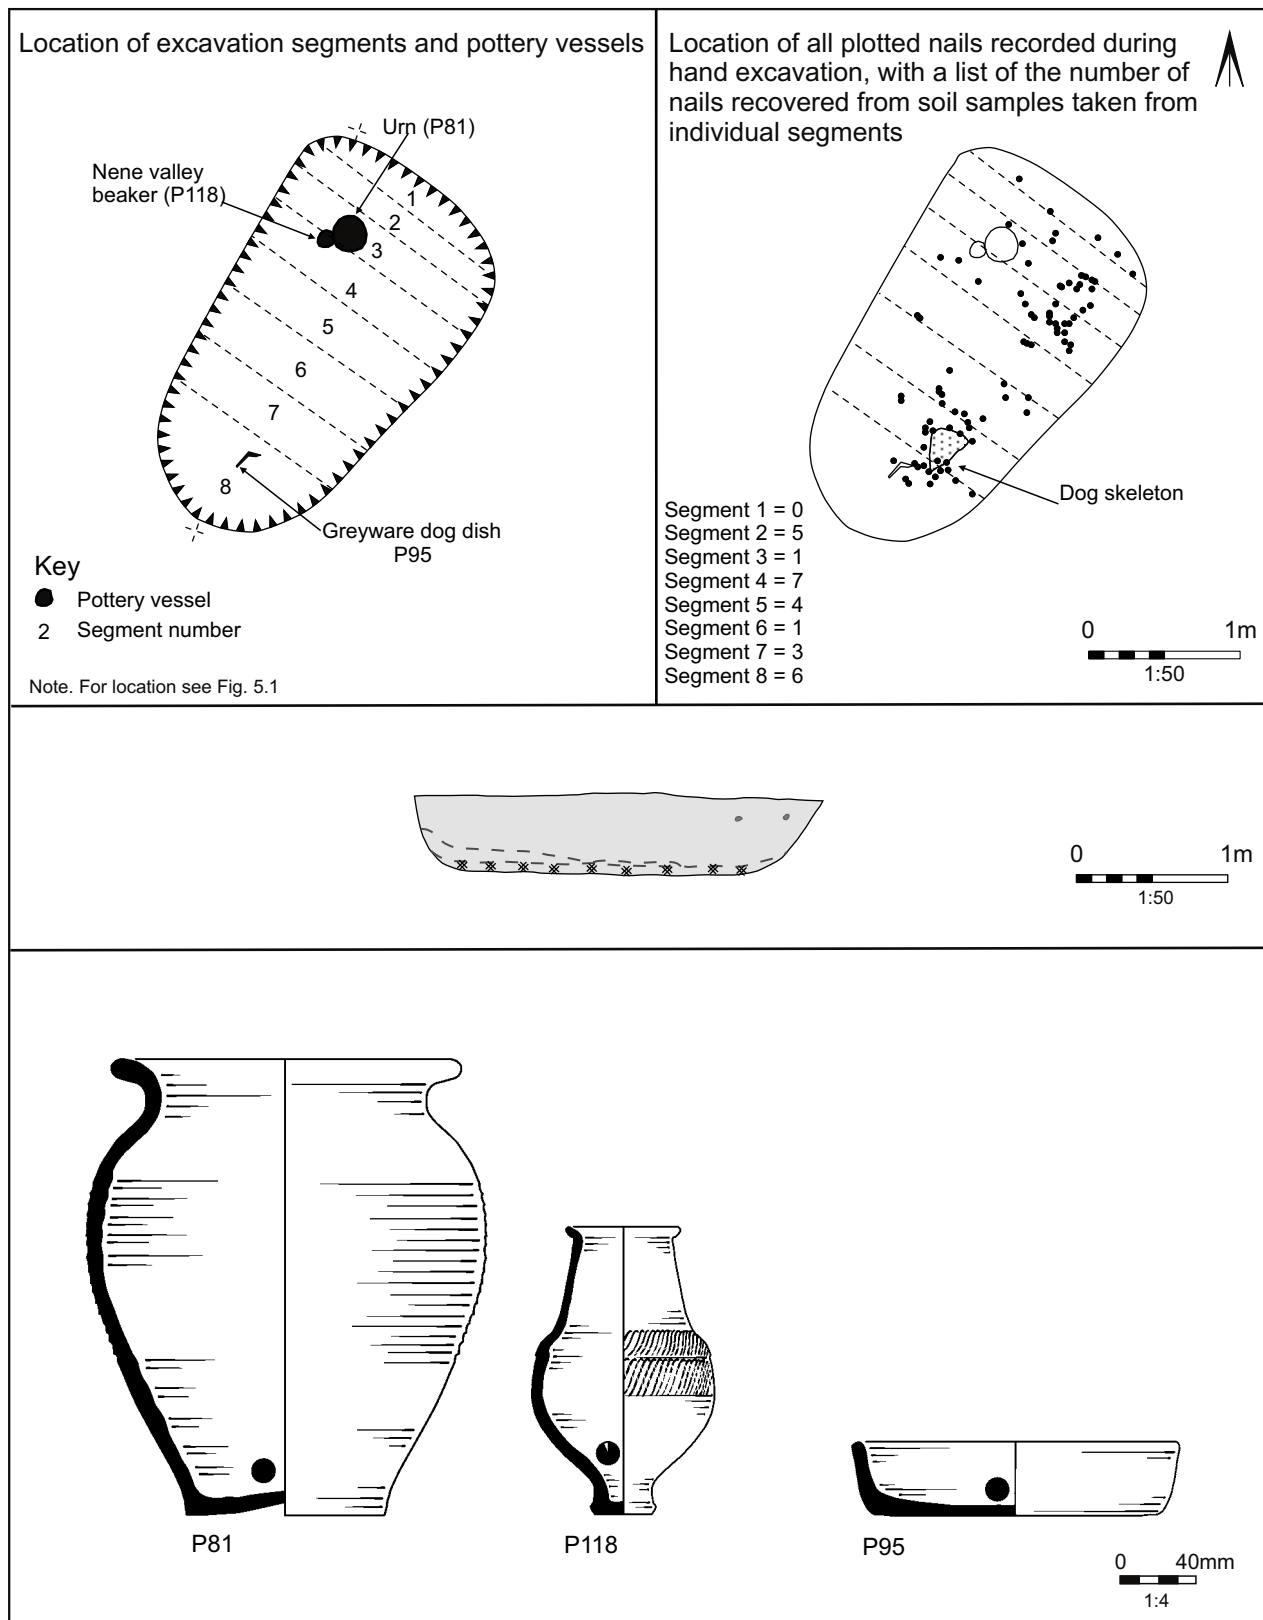 Location of excavation segments and pottery vessels
Urn (P81)
Nene valley
beaker (P118)
1
2
3
4
5
6
7
8
Greyware dog dish
P95
Key
Pottery vessel
2 Segment number
Note. For location see Fig. 5.1
Location of all plotted nails recorded during
hand excavation, with a list of the number of
nails recovered from soil samples taken from
individual segments
Dog skeleton
Segment 1 = 0
Segment 2 = 5
Segment 3 = 1
Segment 4 = 7
Segment 5 = 4
Segment 6 = 1
Segment 7 = 3
Segment 8 = 6
0 1m
1:50
0 1m
1:50
P81
P118
P95
0 40mm
1:4